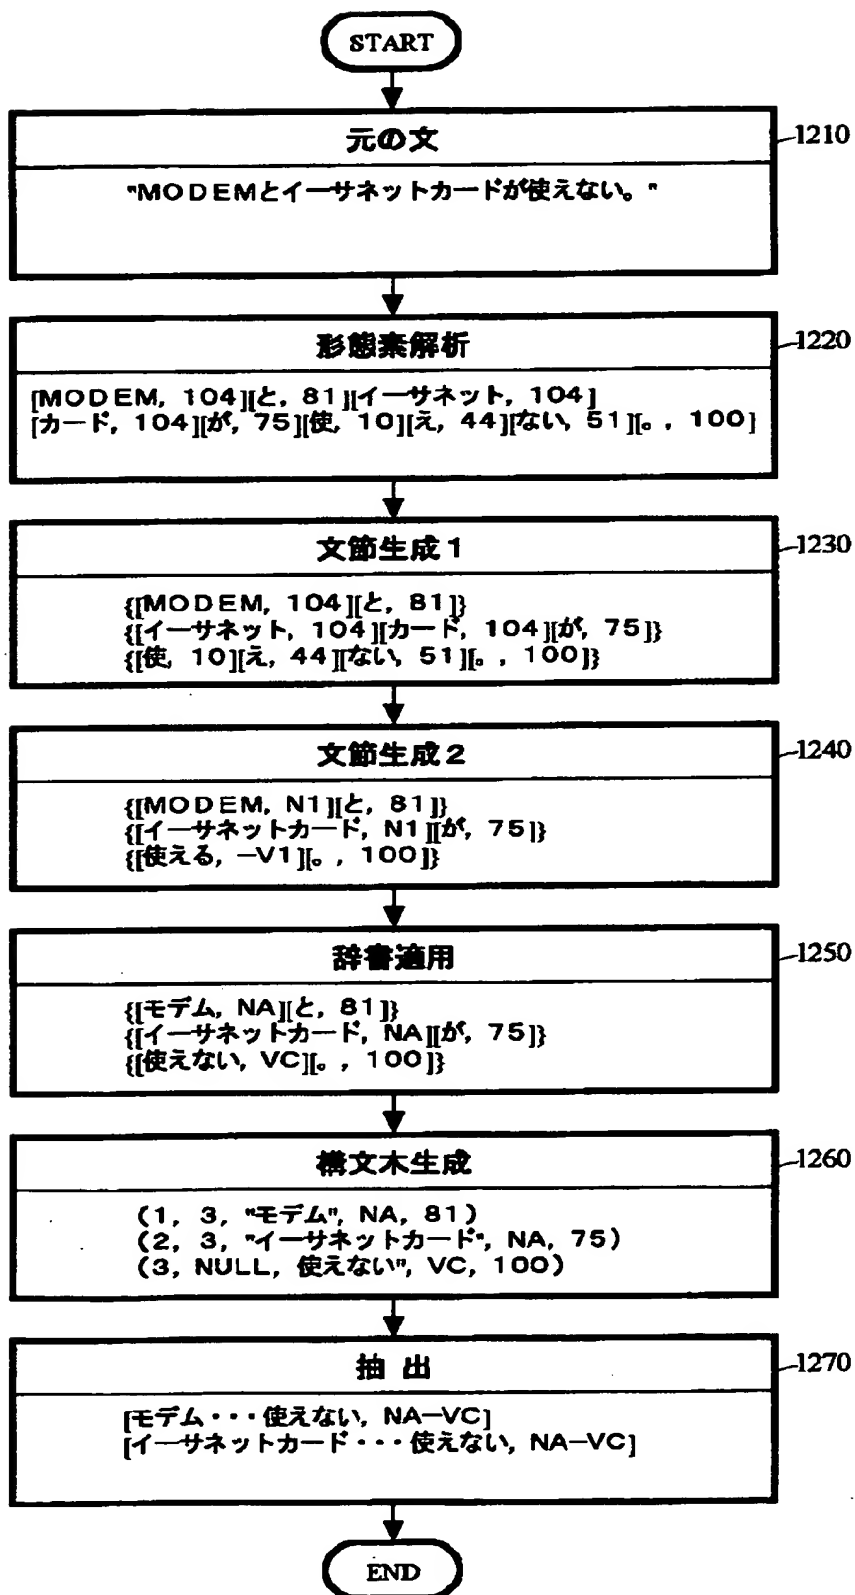 START
元の文
1210
"MODEMとイーサネットカードが使えない。"
形態素解析
1220
[MODEM, 104][と, 81][イーサネット, 104]
[カード, 104][が, 75][使, 10][え, 44][ない, 51][。, 100]
文節生成1
1230
{[MODEM, 104][と, 81]}
{[イーサネット, 104][カード, 104][が, 75]}
{[使, 10][え, 44][ない, 51][。, 100]}
文節生成2
1240
{[MODEM, N1][と, 81]}
{[イーサネットカード, N1][が, 75]}
{[使える, −V1][。, 100]}
辞書適用
1250
{[モデム, NA][と, 81]}
{[イーサネットカード, NA][が, 75]}
{[使えない, VC][。, 100]}
構文木生成
1260
(1, 3, "モデム", NA, 81)
(2, 3, "イーサネットカード", NA, 75)
(3, NULL, 使えない", VC, 100)
抽出
1270
[モデム・・・使えない, NA−VC]
[イーサネットカード・・・使えない, NA−VC]
END